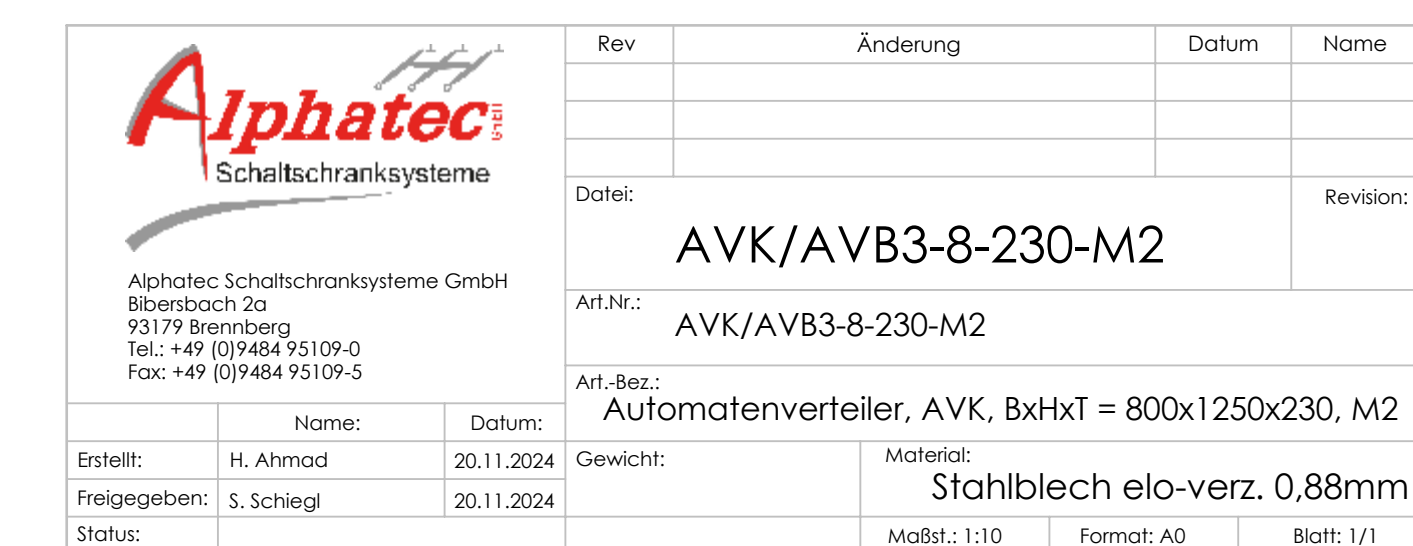 Alphatec GmbH
Schaltschranksysteme
Alphatec Schaltschranksysteme GmbH
Bibersbach 2a
93179 Brennberg
Tel.: +49 (0)9484 95109-0
Fax: +49 (0)9484 95109-5
Rev Änderung Datum Name
Datei: Revision:
AVK/AVB3-8-230-M2
Art.Nr.:
AVK/AVB3-8-230-M2
Art.-Bez.:
Automatenverteiler, AVK, BxHxT = 800x1250x230, M2
Name: Datum:
Erstellt: H. Ahmad 20.11.2024
Freigegeben: S. Schiegl 20.11.2024
Status:
Gewicht: Material:
Stahlblech elo-verz. 0,88mm
Maßst.: 1:10 Format: A0 Blatt: 1/1